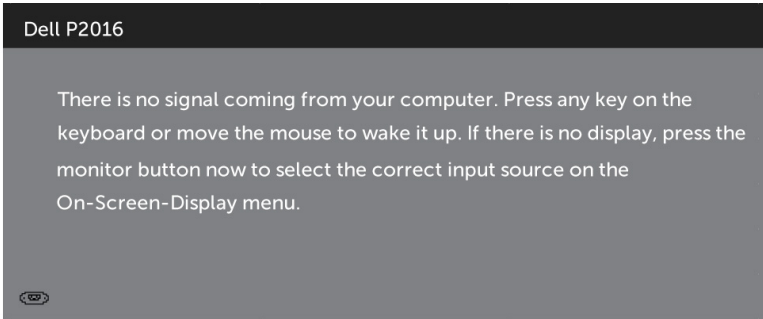 Dell P2016
There is no signal coming from your computer. Press any key on the
keyboard or move the mouse to wake it up. If there is no display, press the
monitor button now to select the correct input source on the
On-Screen-Display menu.